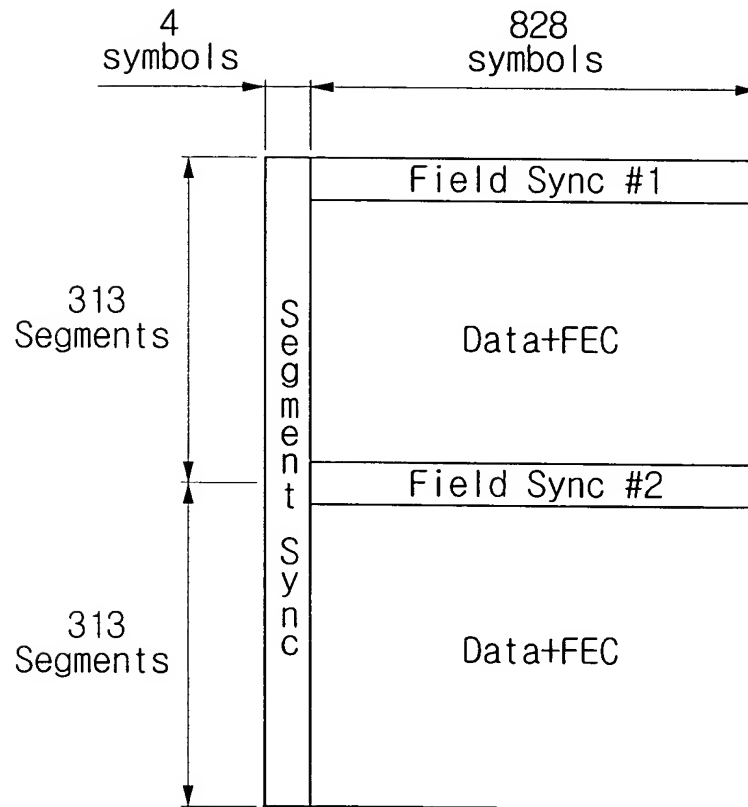 4
symbols
828
symbols
Field Sync #1
313
Segments
Segment Sync
Data+FEC
Field Sync #2
313
Segments
Data+FEC